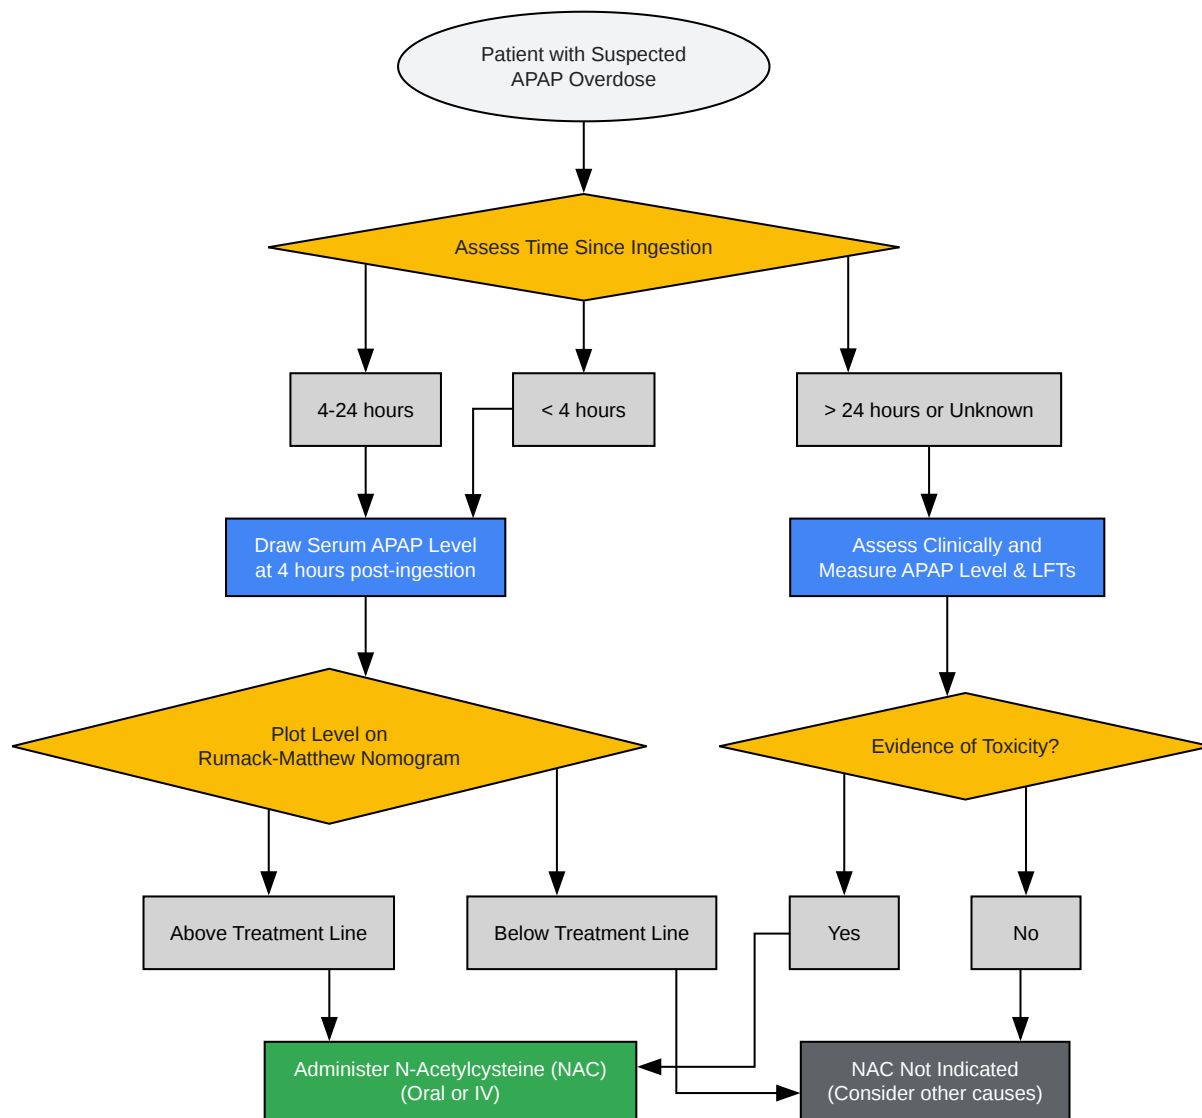 Patient with Suspected
APAP Overdose
Assess Time Since Ingestion
4-24 hours
< 4 hours
> 24 hours or Unknown
Draw Serum APAP Level
at 4 hours post-ingestion
Assess Clinically and
Measure APAP Level & LFTs
Plot Level on
Rumack-Matthew Nomogram
Evidence of Toxicity?
Above Treatment Line
Below Treatment Line
Yes
No
Administer N-Acetylcysteine (NAC)
(Oral or IV)
NAC Not Indicated
(Consider other causes)